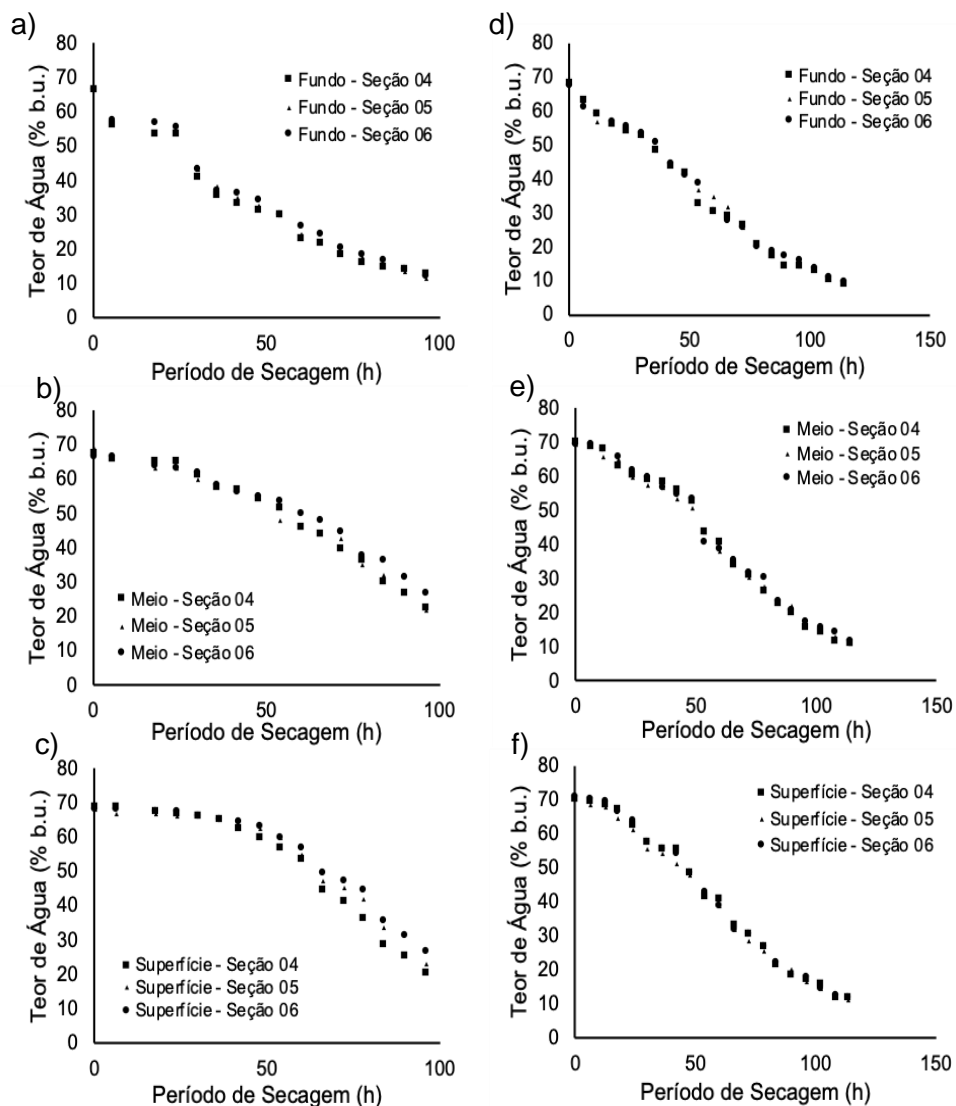 a)
80
70
60
50
40
30
20
10
0
Teor de Água (% b.u.)
Fundo - Seção 04
Fundo - Seção 05
Fundo - Seção 06
0 50 100
Período de Secagem (h)
d)
80
70
60
50
40
30
20
10
0
Teor de Água (% b.u.)
Fundo - Seção 04
Fundo - Seção 05
Fundo - Seção 06
0 50 100 150
Período de Secagem (h)
b)
80
70
60
50
40
30
20
10
0
Teor de Água (% b.u.)
Meio - Seção 04
Meio - Seção 05
Meio - Seção 06
0 50 100
Período de Secagem (h)
e)
80
70
60
50
40
30
20
10
0
Teor de Água (% b.u.)
Meio - Seção 04
Meio - Seção 05
Meio - Seção 06
0 50 100 150
Período de Secagem (h)
c)
80
70
60
50
40
30
20
10
0
Teor de Água (% b.u.)
Superfície - Seção 04
Superfície - Seção 05
Superfície - Seção 06
0 50 100
Período de Secagem (h)
f)
80
70
60
50
40
30
20
10
0
Teor de Água (% b.u.)
Superfície - Seção 04
Superfície - Seção 05
Superfície - Seção 06
0 50 100 150
Período de Secagem (h)